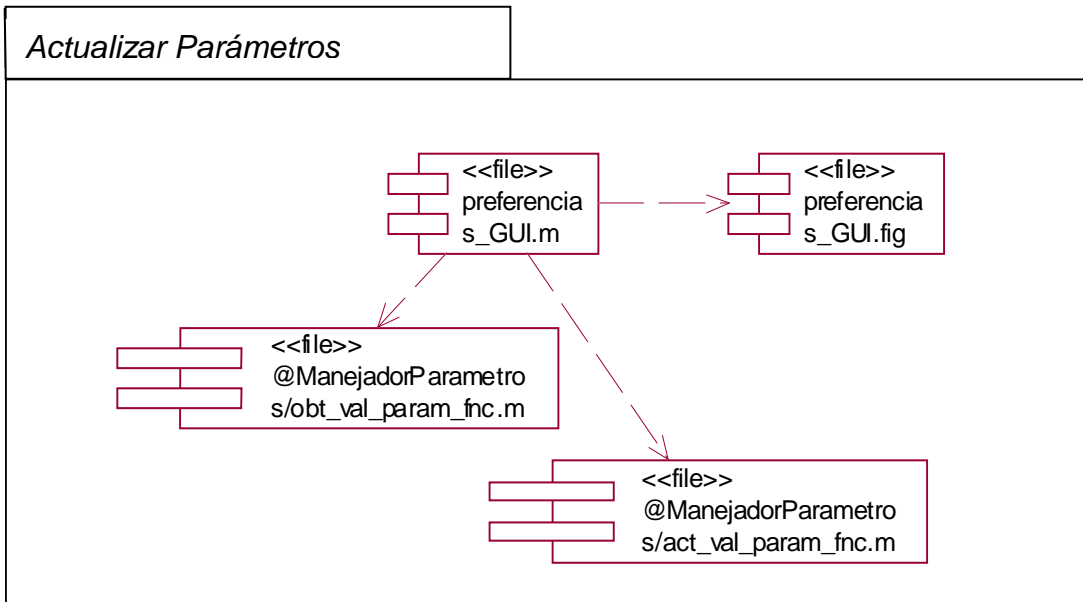 Actualizar Parámetros
<<file>>
preferencia
s_GUI.m
<<file>>
preferencia
s_GUI.fig
<<file>>
@ManejadorParametro
s/obt_val_param_fnc.m
<<file>>
@ManejadorParametro
s/act_val_param_fnc.m